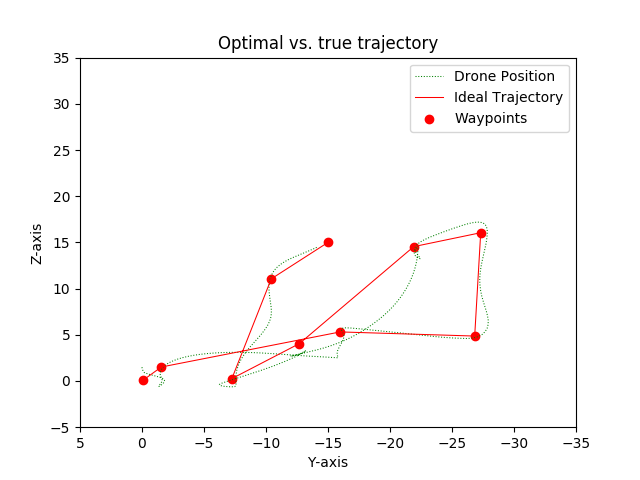 Optimal vs. true trajectory
Drone Position
Ideal Trajectory
Waypoints
Z-axis
35
30
25
20
15
10
5
0
−5
5 0 −5 −10 −15 −20 −25 −30 −35
Y-axis